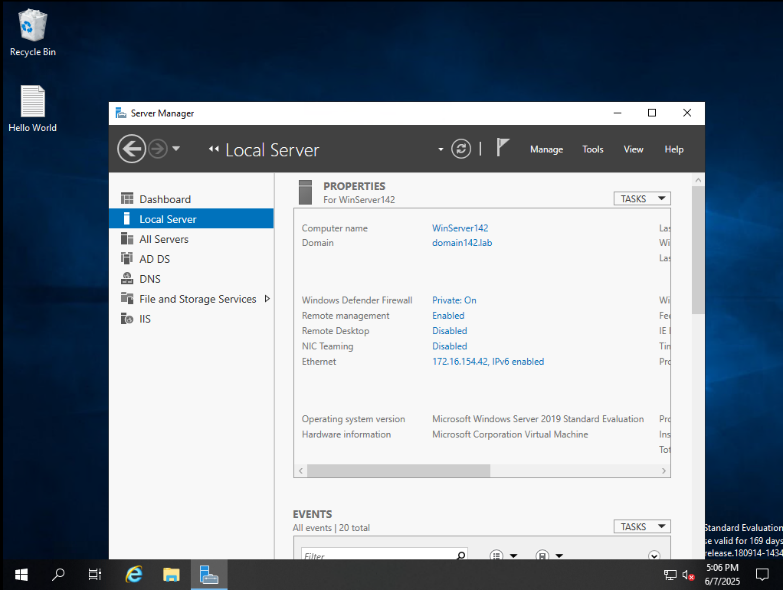 Recycle Bin
Hello World
Server Manager
Local Server
Manage Tools View Help
Dashboard
Local Server
All Servers
AD DS
DNS
File and Storage Services
IIS
PROPERTIES
For WinServer142
TASKS
Computer name WinServer142 Las
Domain domain142.lab Wi
Las
Windows Defender Firewall Private: On Wi
Remote management Enabled Fee
Remote Desktop Disabled IE I
NIC Teaming Disabled Tim
Ethernet 172.16.154.42, IPv6 enabled Pro
Operating system version Microsoft Windows Server 2019 Standard Evaluation Pro
Hardware information Microsoft Corporation Virtual Machine Ins
Tot
EVENTS
All events | 20 total
TASKS
Filter
Standard Evaluation
se valid for 169 days
release.180914-1434
5:06 PM
6/7/2025